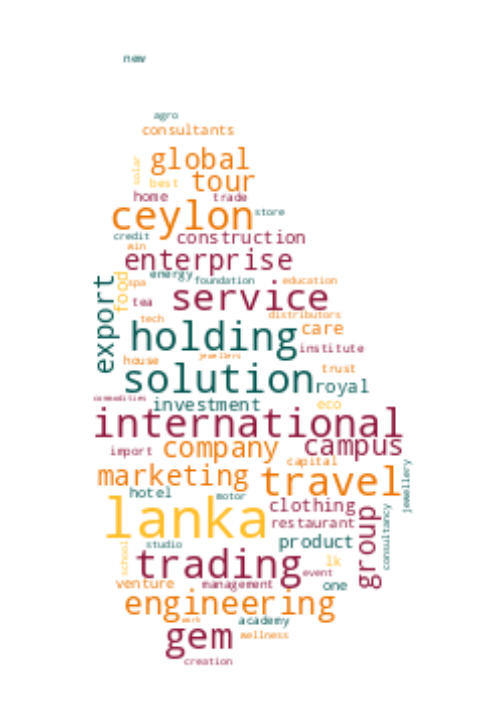 new
agro
consultants
global
solar
best
tour
home
trade
ceylon
store
credit
construction
win
enterprise
energy
foundation
education
spa
food
export
tea
service
distributors
tech
holding
care
institute
house
jewellers
trust
solution
royal
commodities
investment
eco
international
import
company
campus
capital
marketing
travel
jewellery
hotel
motor
lanka
clothing
restaurant
group
consultancy
product
school
studio
trading
lk
event
venture
management
one
engineering
work
academy
gem
wellness
creation